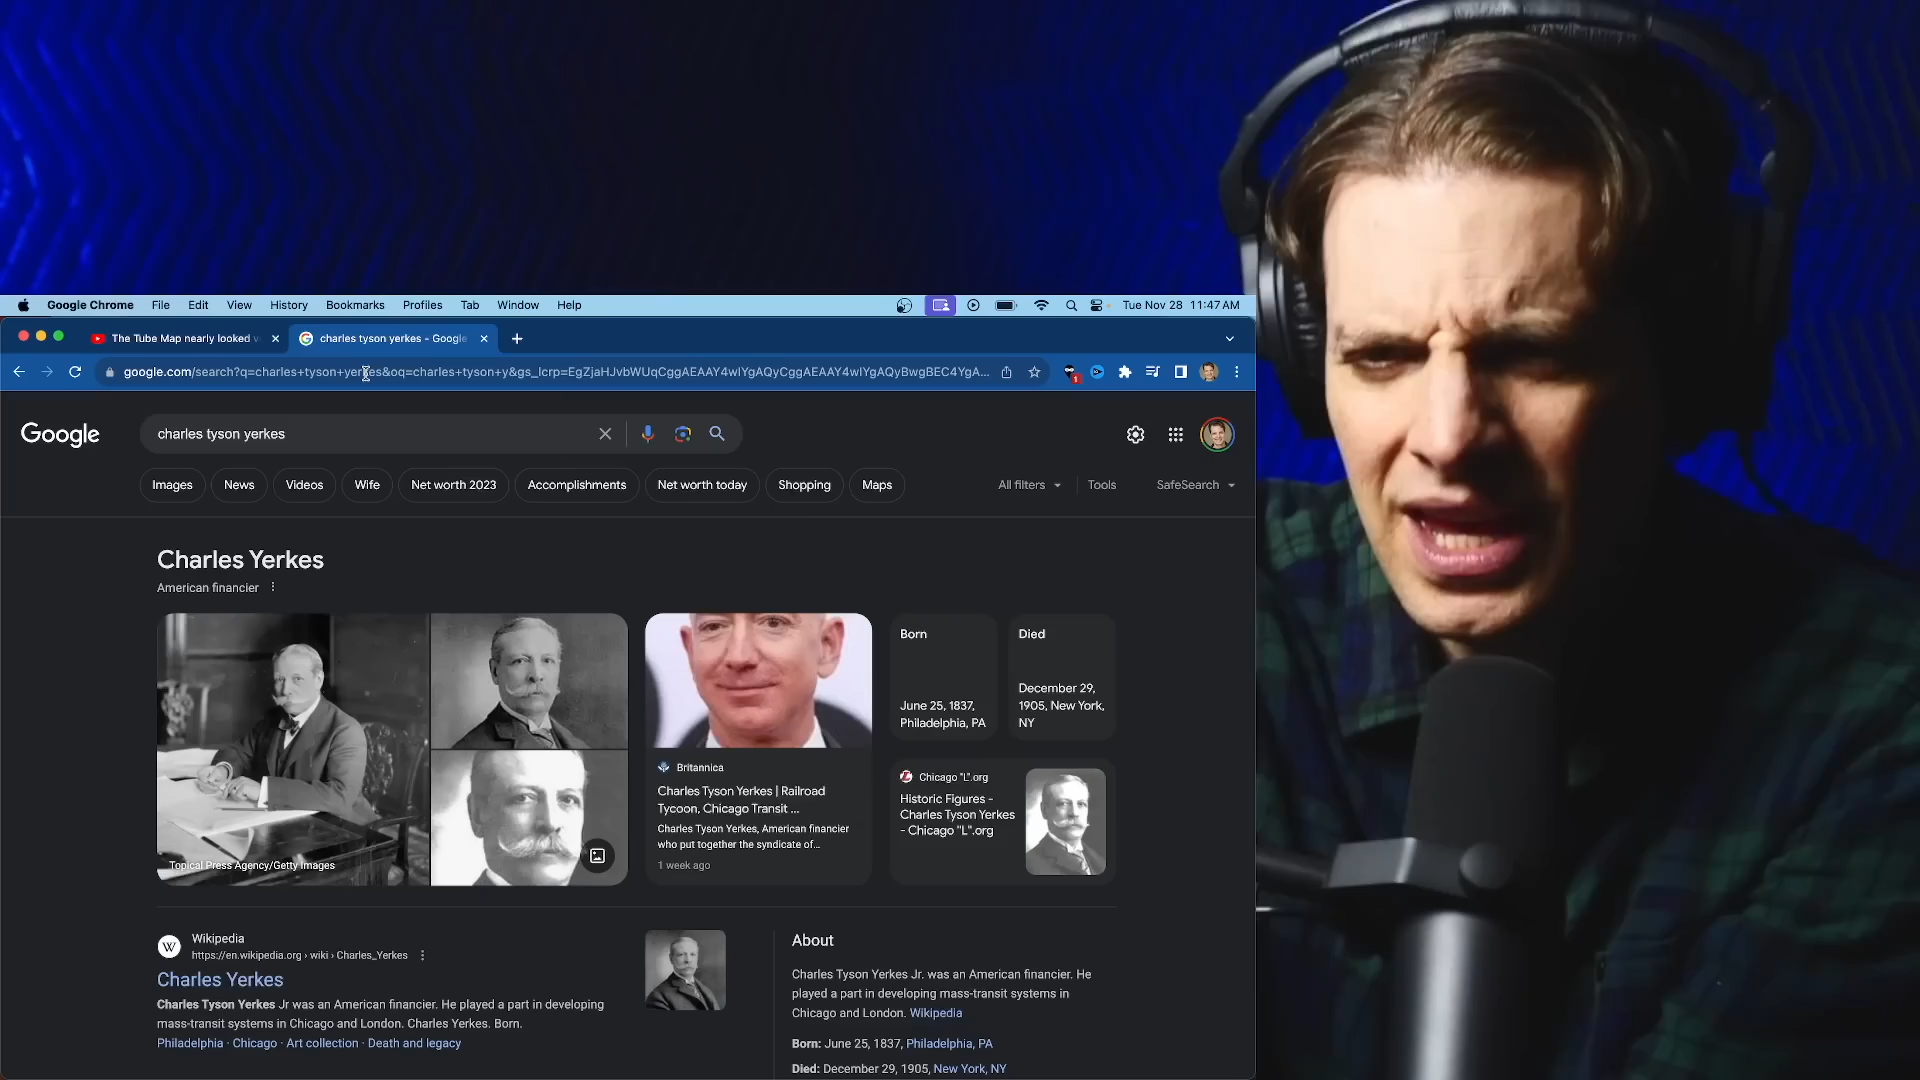 Google Chrome File Edit View History Bookmarks Profiles Tab Window Help Tue Nov 28 11:47 AM
The Tube Map nearly looked
charles tyson yerkes - Google
google.com/search?q=charles+tyson+yerkes&oq=charles+tyson+y&gs_lcrp=EgZjaHJvbWUqCggAEAAY4wIYgAQyCggAEAAY4wIYgAQyBwgBEC4YgA...
1
Google
charles tyson yerkes
Images News Videos Wife Net worth 2023 Accomplishments Net worth today Shopping Maps All filters Tools SafeSearch
Charles Yerkes
American financier
Topical Press Agency/Getty Images
Britannica
Charles Tyson Yerkes | Railroad
Tycoon, Chicago Transit ...
Charles Tyson Yerkes, American financier
who put together the syndicate of...
1 week ago
Born
June 25, 1837,
Philadelphia, PA
Died
December 29,
1905, New York,
NY
Chicago "L".org
Historic Figures -
Charles Tyson Yerkes
- Chicago "L".org
W
Wikipedia
https://en.wikipedia.org › wiki › Charles_Yerkes
Charles Yerkes
Charles Tyson Yerkes Jr was an American financier. He played a part in developing
mass-transit systems in Chicago and London. Charles Yerkes. Born.
Philadelphia · Chicago · Art collection · Death and legacy
About
Charles Tyson Yerkes Jr. was an American financier. He
played a part in developing mass-transit systems in
Chicago and London. Wikipedia
Born: June 25, 1837, Philadelphia, PA
Died: December 29, 1905, New York, NY